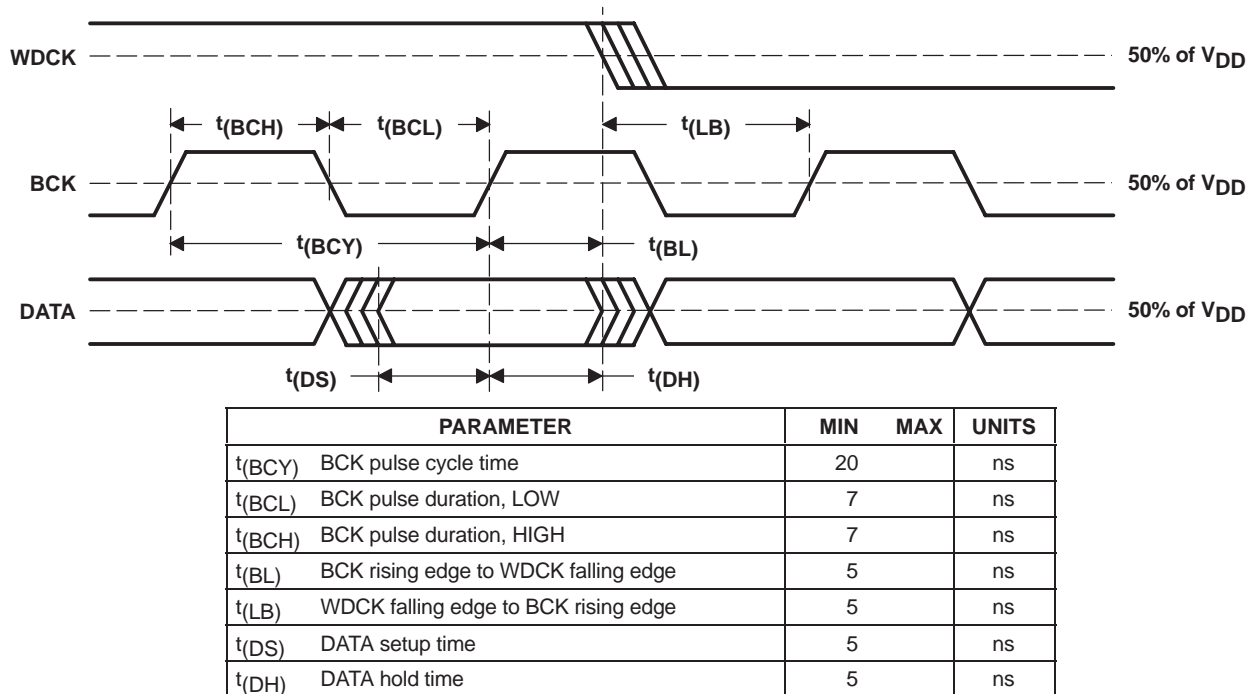 WDCK 50% of VDD
t(BCH) t(BCL) t(LB)
BCK 50% of VDD
t(BCY) t(BL)
DATA 50% of VDD
t(DS) t(DH)
PARAMETER MIN MAX UNITS
t(BCY) BCK pulse cycle time 20 ns
t(BCL) BCK pulse duration, LOW 7 ns
t(BCH) BCK pulse duration, HIGH 7 ns
t(BL) BCK rising edge to WDCK falling edge 5 ns
t(LB) WDCK falling edge to BCK rising edge 5 ns
t(DS) DATA setup time 5 ns
t(DH) DATA hold time 5 ns